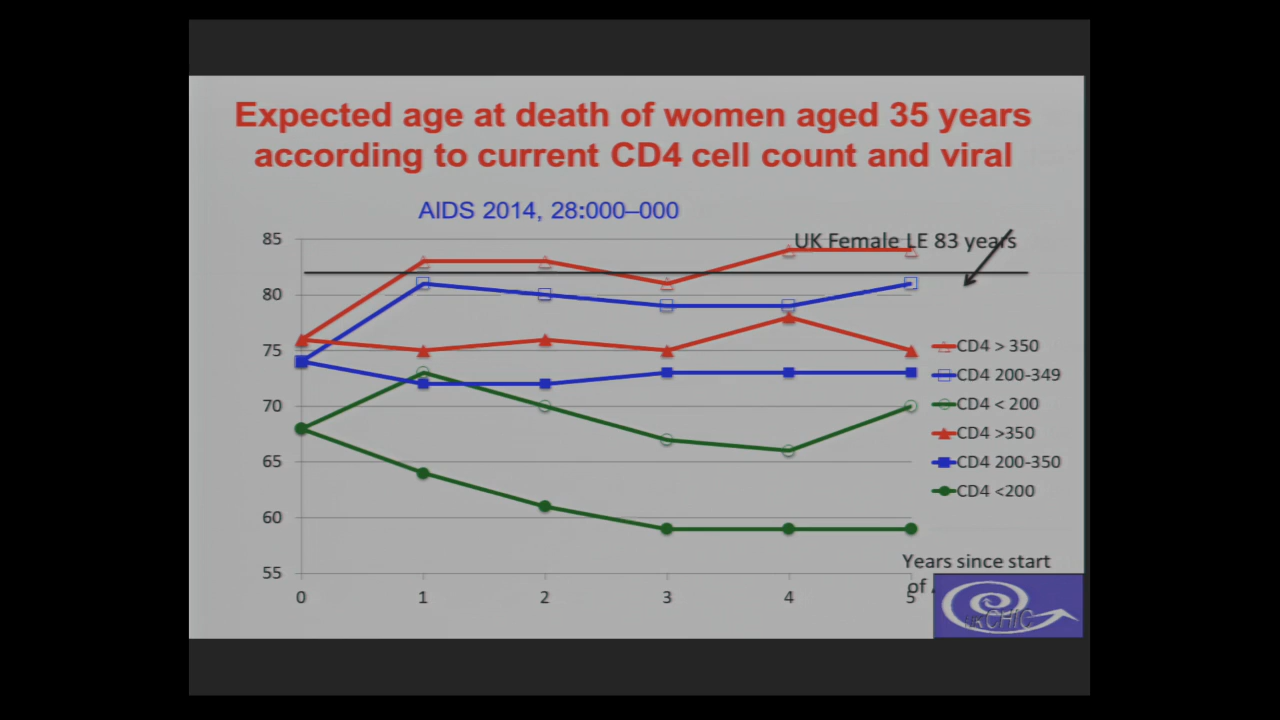 Expected age at death of women aged 35 years
according to current CD4 cell count and viral
AIDS 2014, 28:000–000
UK Female LE 83 years
85
80
75
70
65
60
55
0 1 2 3 4 5
CD4 > 350
CD4 200-349
CD4 < 200
CD4 >350
CD4 200-350
CD4 <200
Years since start
of
UK CHIC